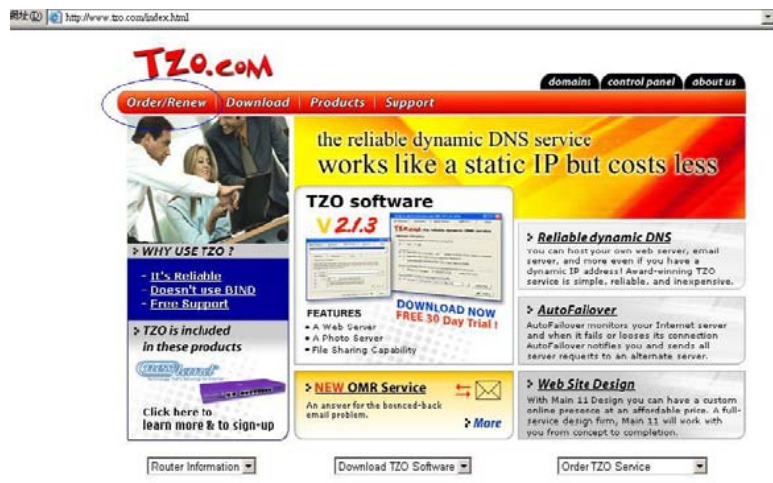 網址(D) http://www.tzo.com/index.html
TZO.COM
domains control panel about us
Order/Renew Download Products Support
the reliable dynamic DNS service
works like a static IP but costs less
TZO software
V 2.1.3
DOWNLOAD NOW
FREE 30 Day Trial !
FEATURES
• A Web Server
• A Photo Server
• File Sharing Capability
WHY USE TZO ?
- It's Reliable
- Doesn't use BIND
- Free Support
TZO is included
in these products
Click here to
learn more & to sign-up
NEW OMR Service
An answer for the bounced-back
email problem.
More
Reliable dynamic DNS
You can host your own web server, email
server, and more even if you have a
dynamic IP address! Award-winning TZO
service is simple, reliable, and inexpensive.
AutoFailover
AutoFailover monitors your Internet server
and when it fails or looses its connection
AutoFailover notifies you and sends all
server requests to an alternate server.
Web Site Design
With Main 11 Design you can have a custom
online presence at an affordable price. A full-
service design firm, Main 11 will work with
you from concept to completion.
Router Information
Download TZO Software
Order TZO Service